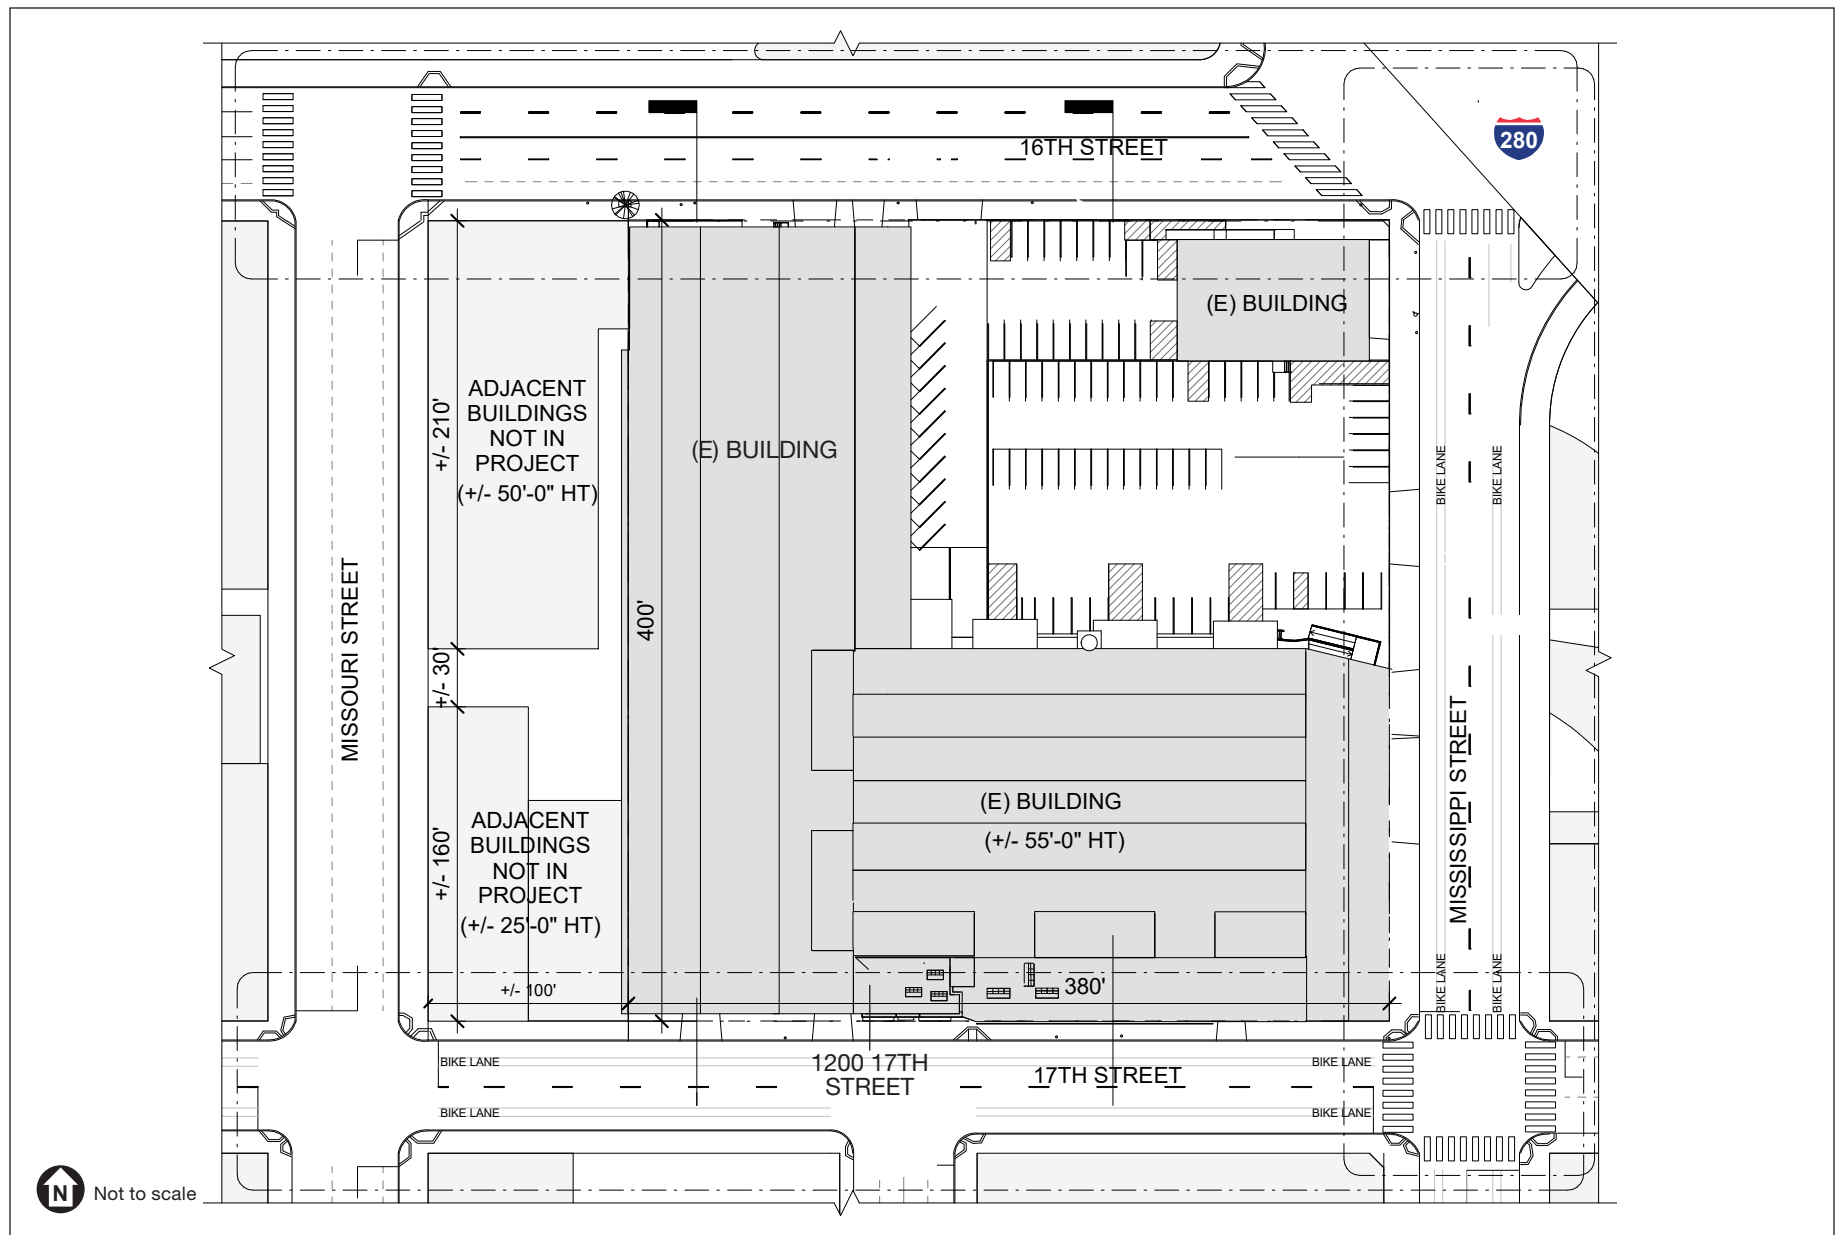 280
16TH STREET
(E) BUILDING
ADJACENT
BUILDINGS
NOT IN
PROJECT
(+/- 50'-0" HT)
+/- 210'
(E) BUILDING
BIKE LANE
BIKE LANE
400'
MISSOURI STREET
+/- 30'
MISSISSIPPI STREET
(E) BUILDING
(+/- 55'-0" HT)
ADJACENT
BUILDINGS
NOT IN
PROJECT
(+/- 25'-0" HT)
+/- 160'
+/- 100'
380'
BIKE LANE
BIKE LANE
BIKE LANE
1200 17TH
STREET
17TH STREET
BIKE LANE
BIKE LANE
BIKE LANE
N
Not to scale